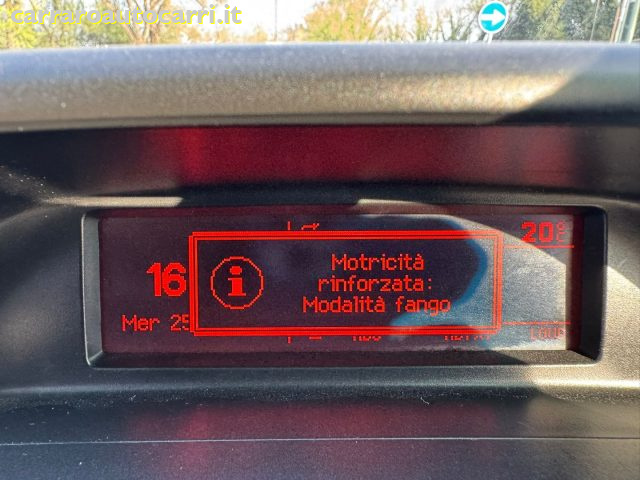 carraroautocarri.it
20°
Motricità
16
rinforzata:
Modalità fango
Mer 25